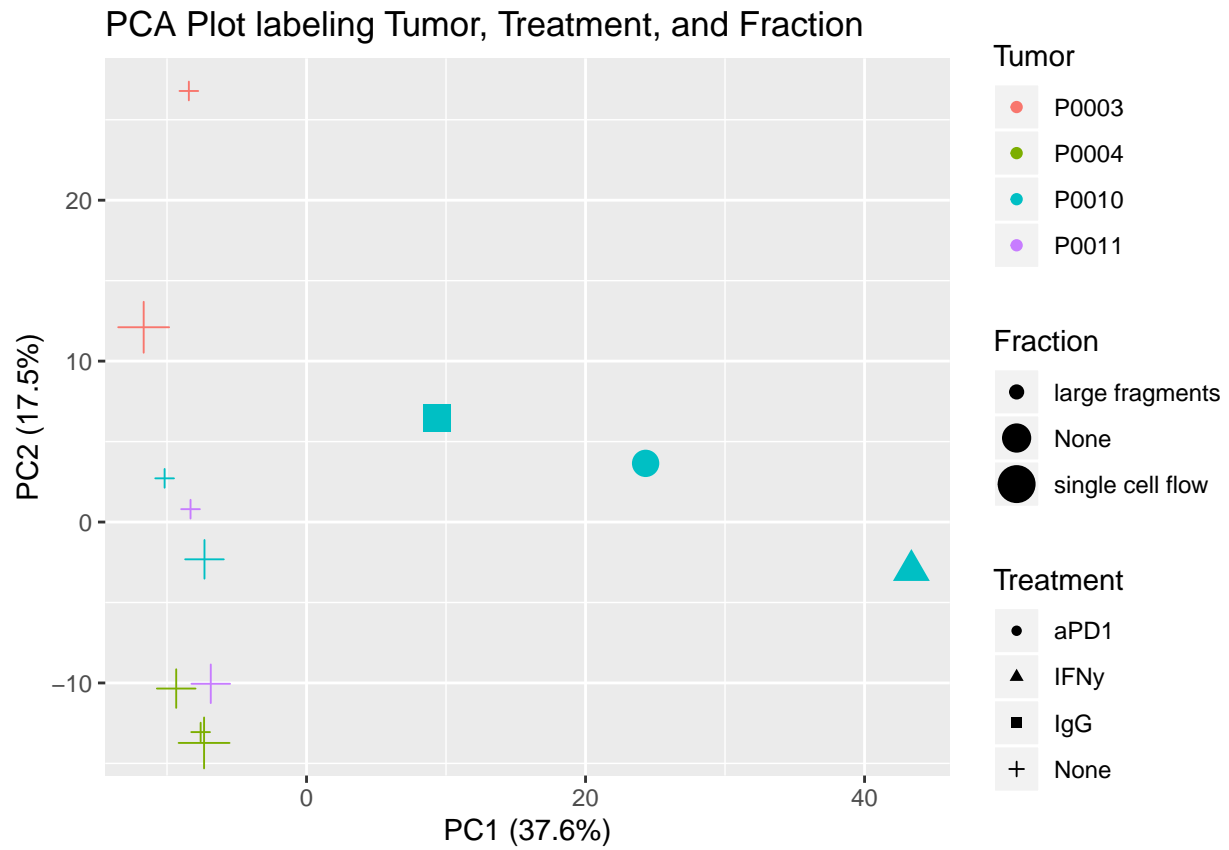 PCA Plot labeling Tumor, Treatment, and Fraction
20
10
0
−10
PC2 (17.5%)
0
20
40
PC1 (37.6%)
Tumor
P0003
P0004
P0010
P0011
Fraction
large fragments
None
single cell flow
Treatment
aPD1
IFNy
IgG
None